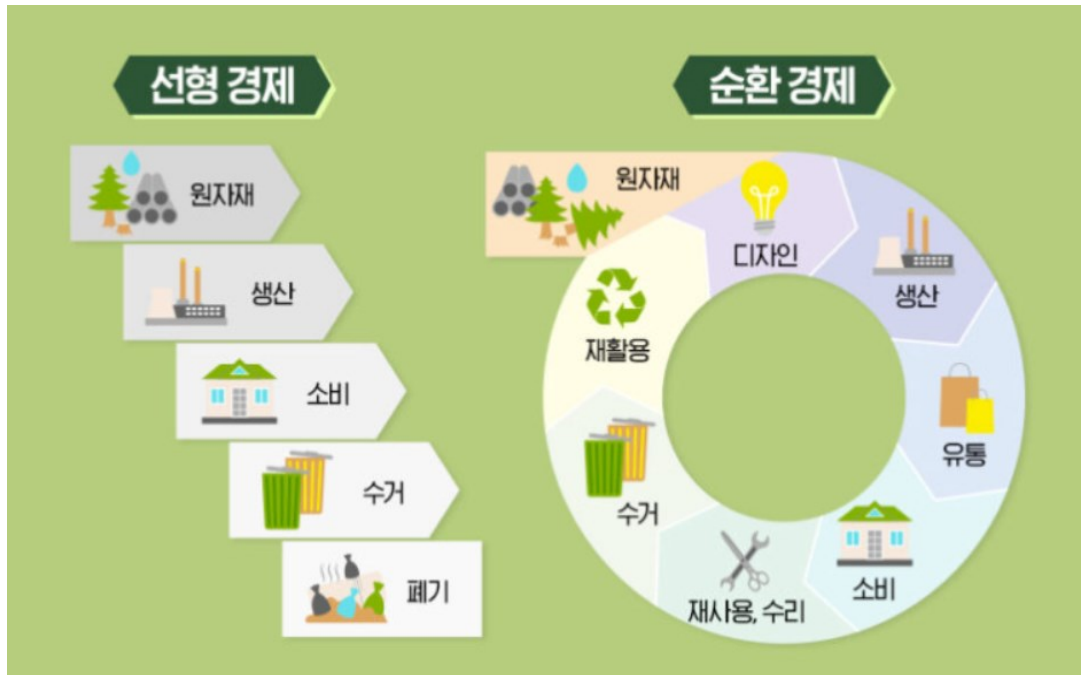 선형 경제
원자재
생산
소비
수거
폐기
순환 경제
원자재
디자인
생산
유통
소비
재사용, 수리
수거
재활용